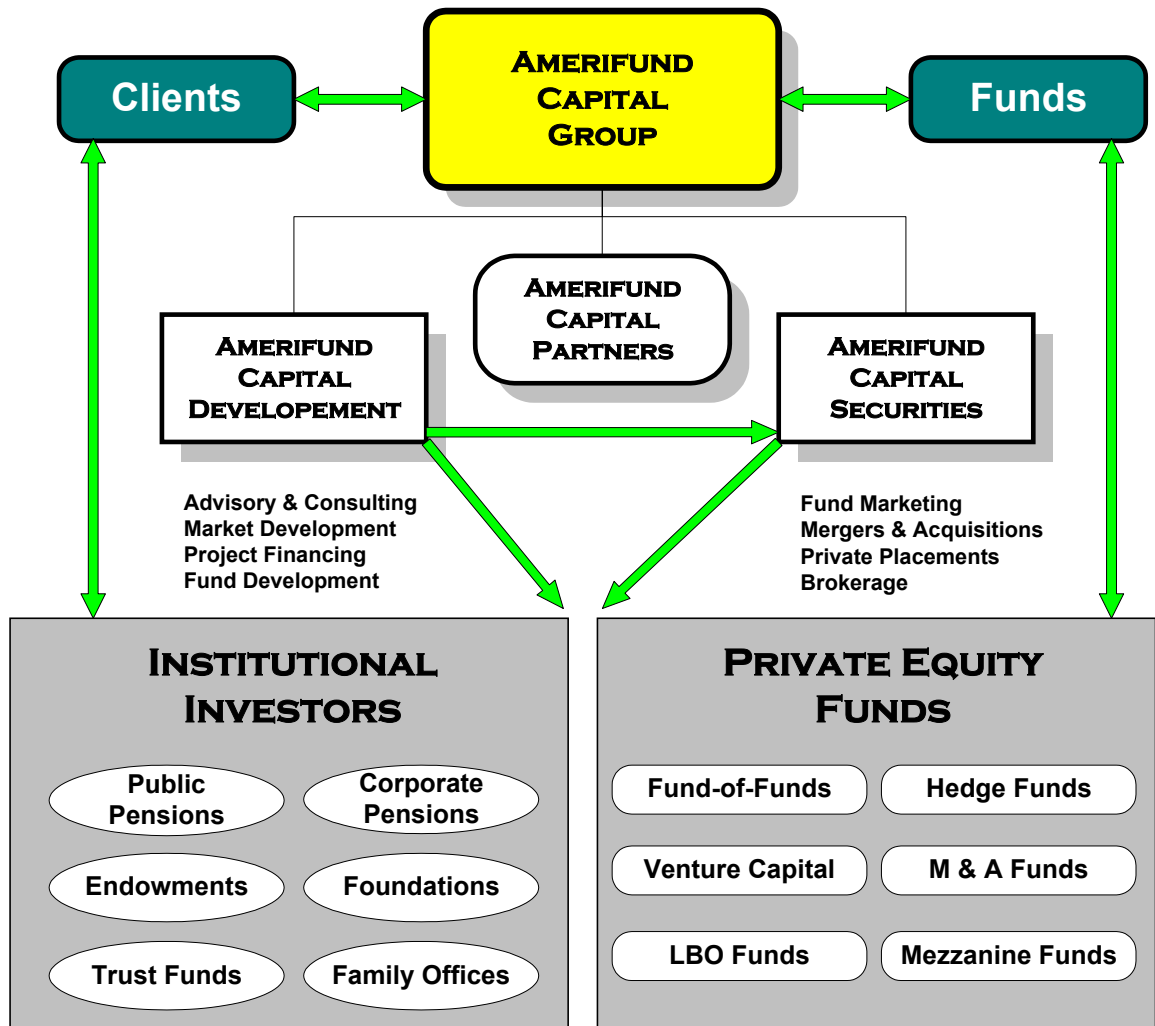 Clients
Amerifund
Capital
Group
Funds
Amerifund
Capital
Partners
Amerifund
Capital
Developement
Amerifund
Capital
Securities
Advisory & Consulting
Market Development
Project Financing
Fund Development
Fund Marketing
Mergers & Acquisitions
Private Placements
Brokerage
Institutional
Investors
Public
Pensions
Corporate
Pensions
Endowments
Foundations
Trust Funds
Family Offices
Private Equity
Funds
Fund-of-Funds
Hedge Funds
Venture Capital
M & A Funds
LBO Funds
Mezzanine Funds